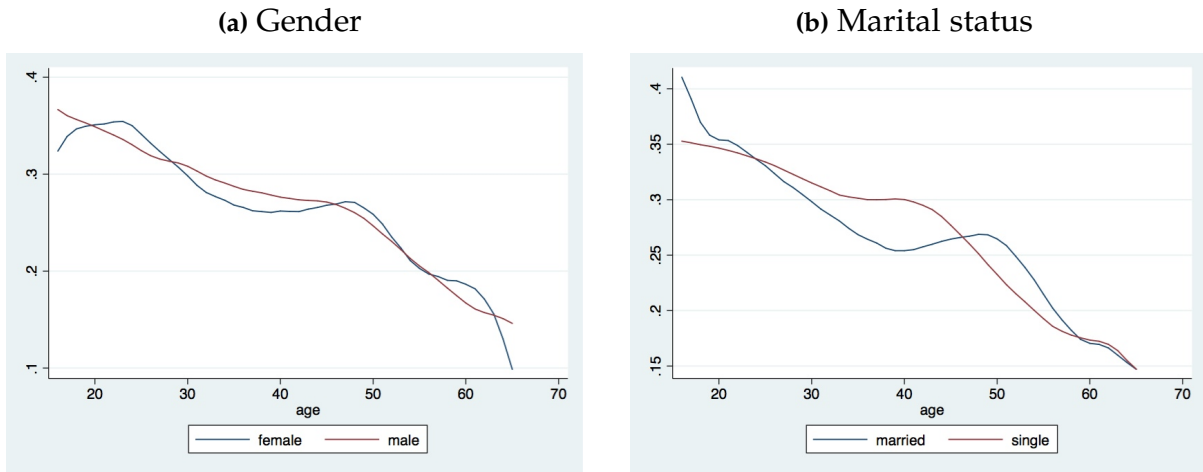 (a) Gender
.4
.3
.2
.1
20 30 40 50 60 70
age
female male
(b) Marital status
.4
.35
.3
.25
.2
.15
20 30 40 50 60 70
age
married single